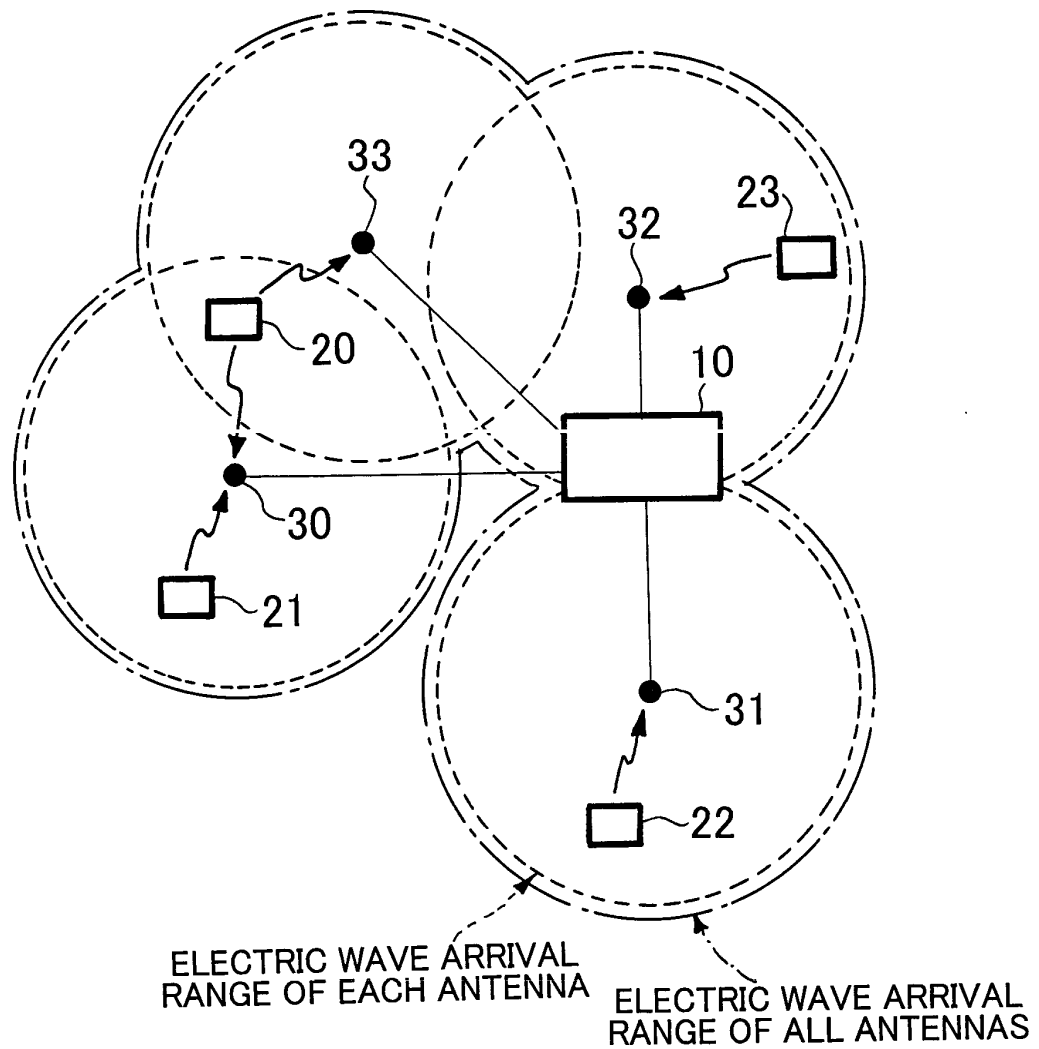 33
23
32
20
10
30
21
31
22
ELECTRIC WAVE ARRIVAL
RANGE OF EACH ANTENNA
ELECTRIC WAVE ARRIVAL
RANGE OF ALL ANTENNAS